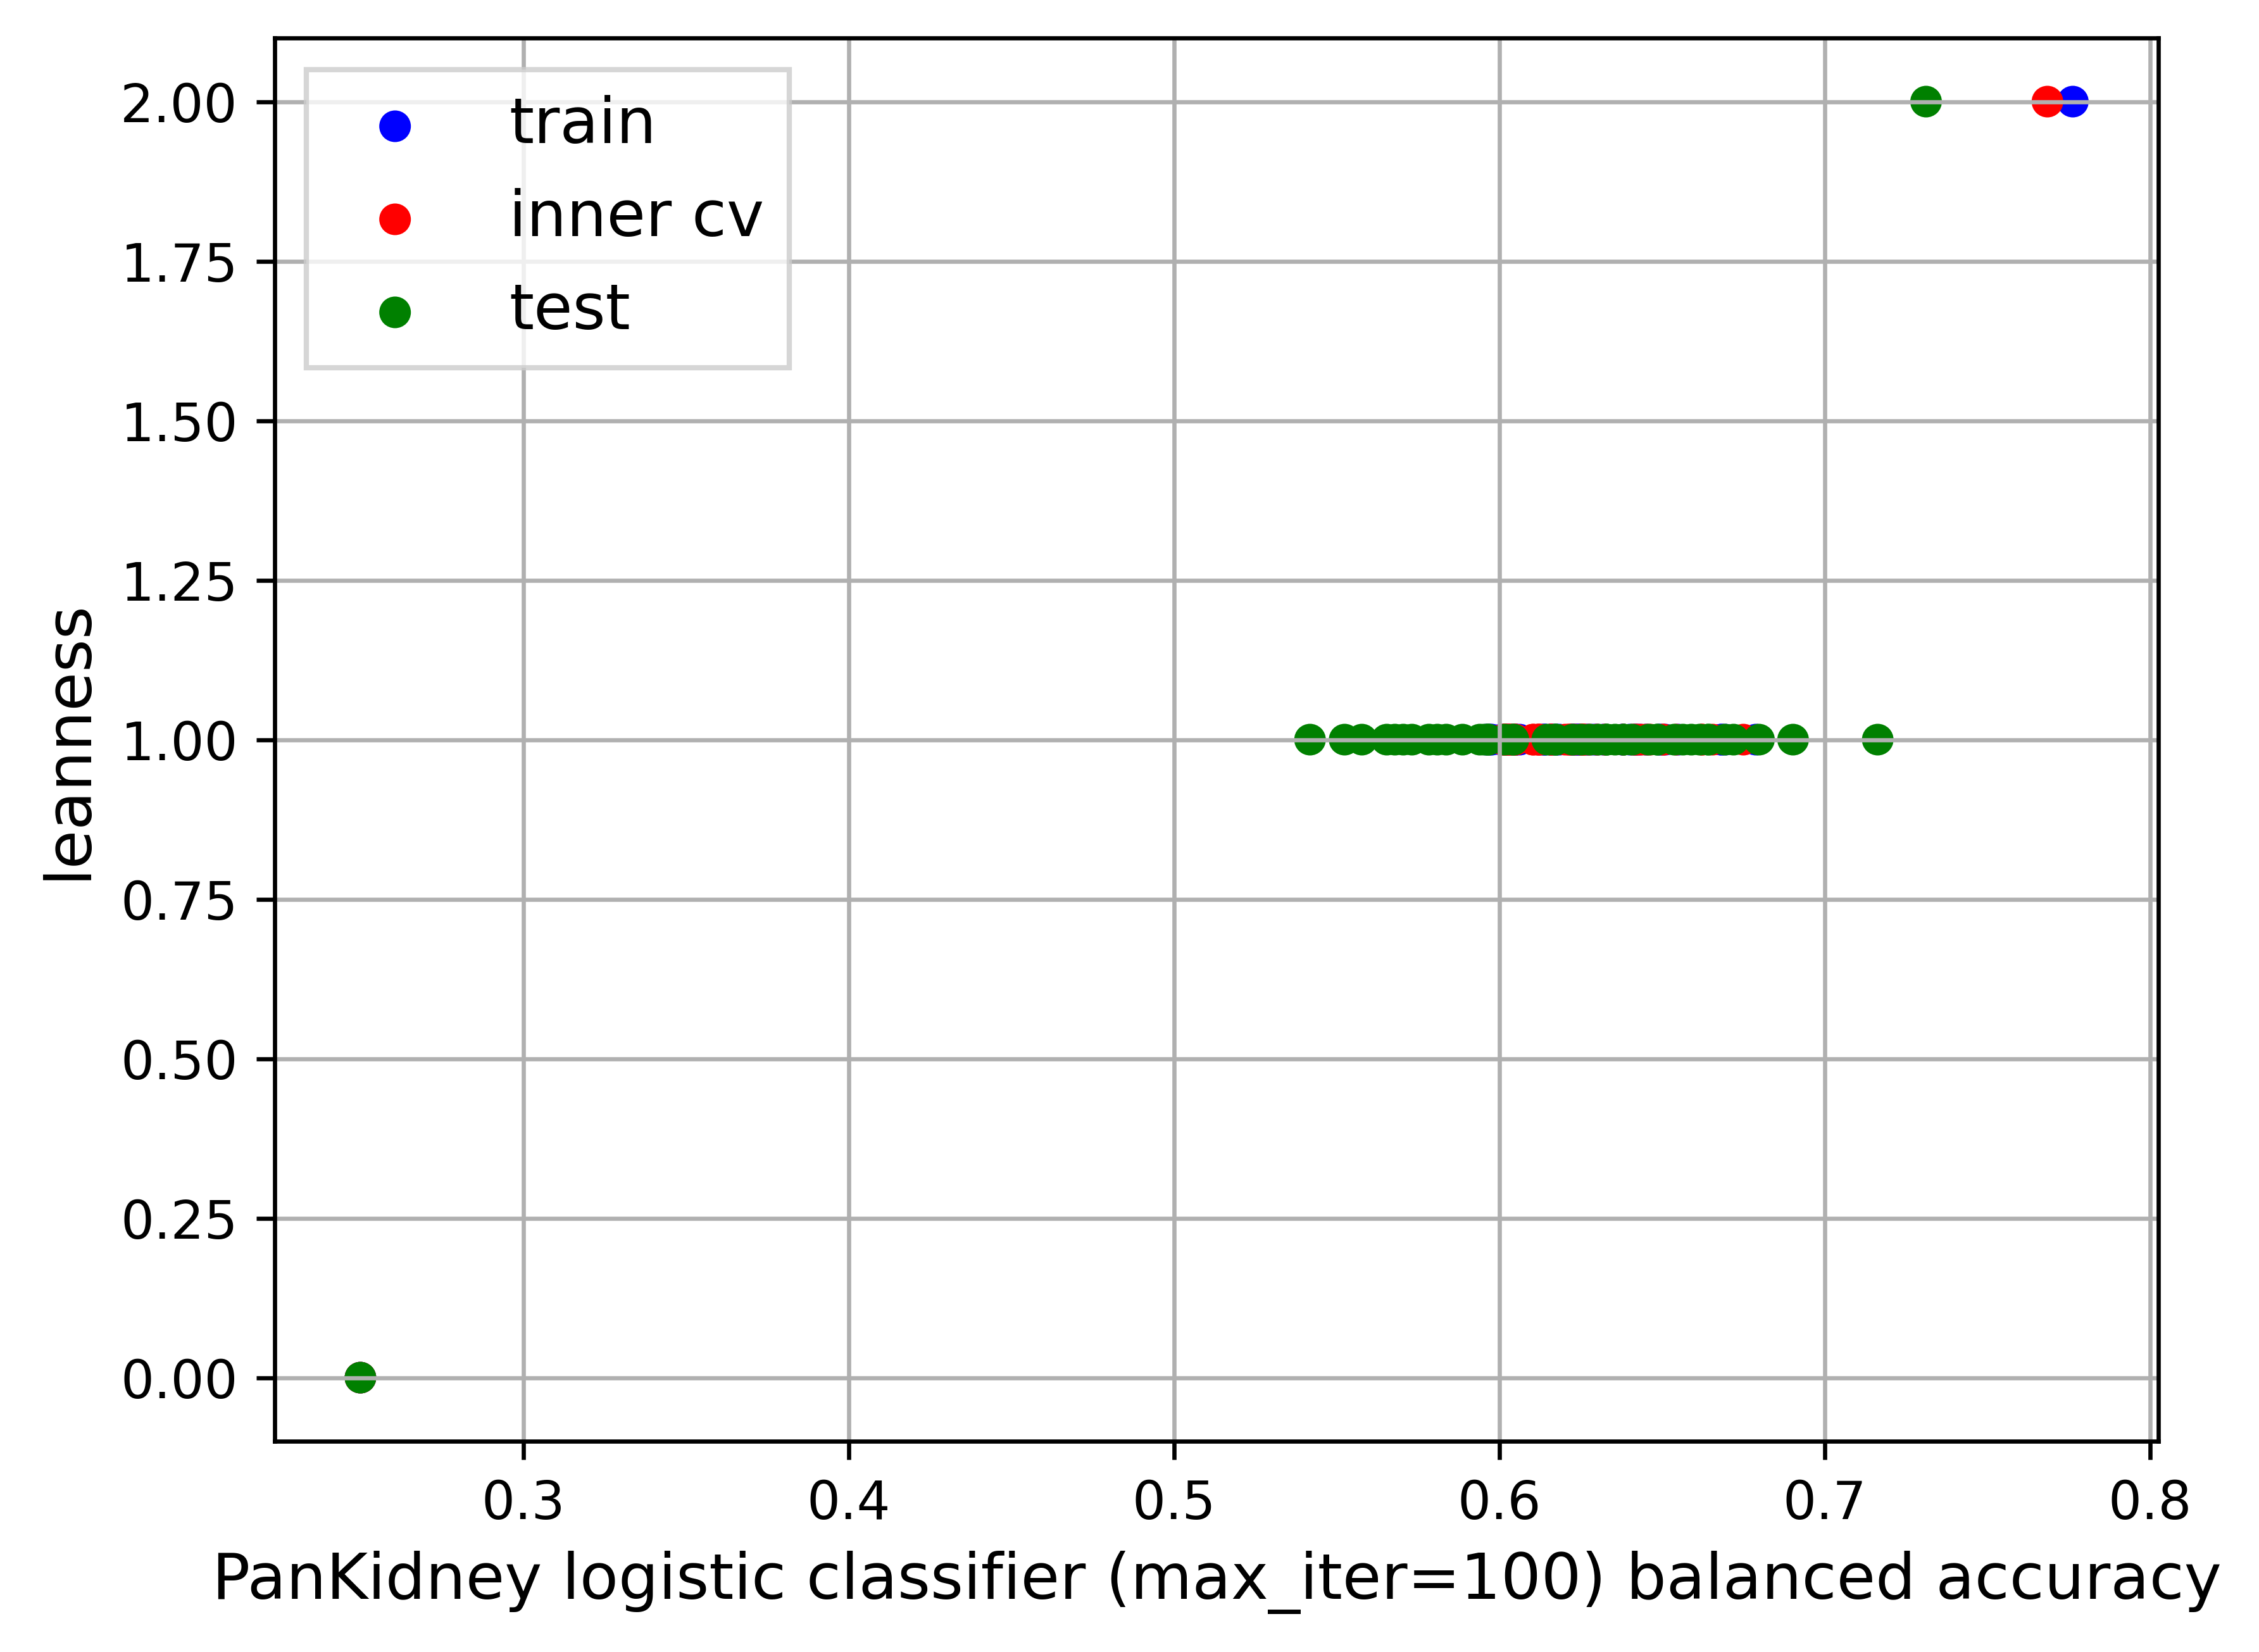 train
inner cv
test
2.00
1.75
1.50
1.25
1.00
0.75
0.50
0.25
0.00
leanness
0.3 0.4 0.5 0.6 0.7 0.8
PanKidney logistic classifier (max_iter=100) balanced accuracy